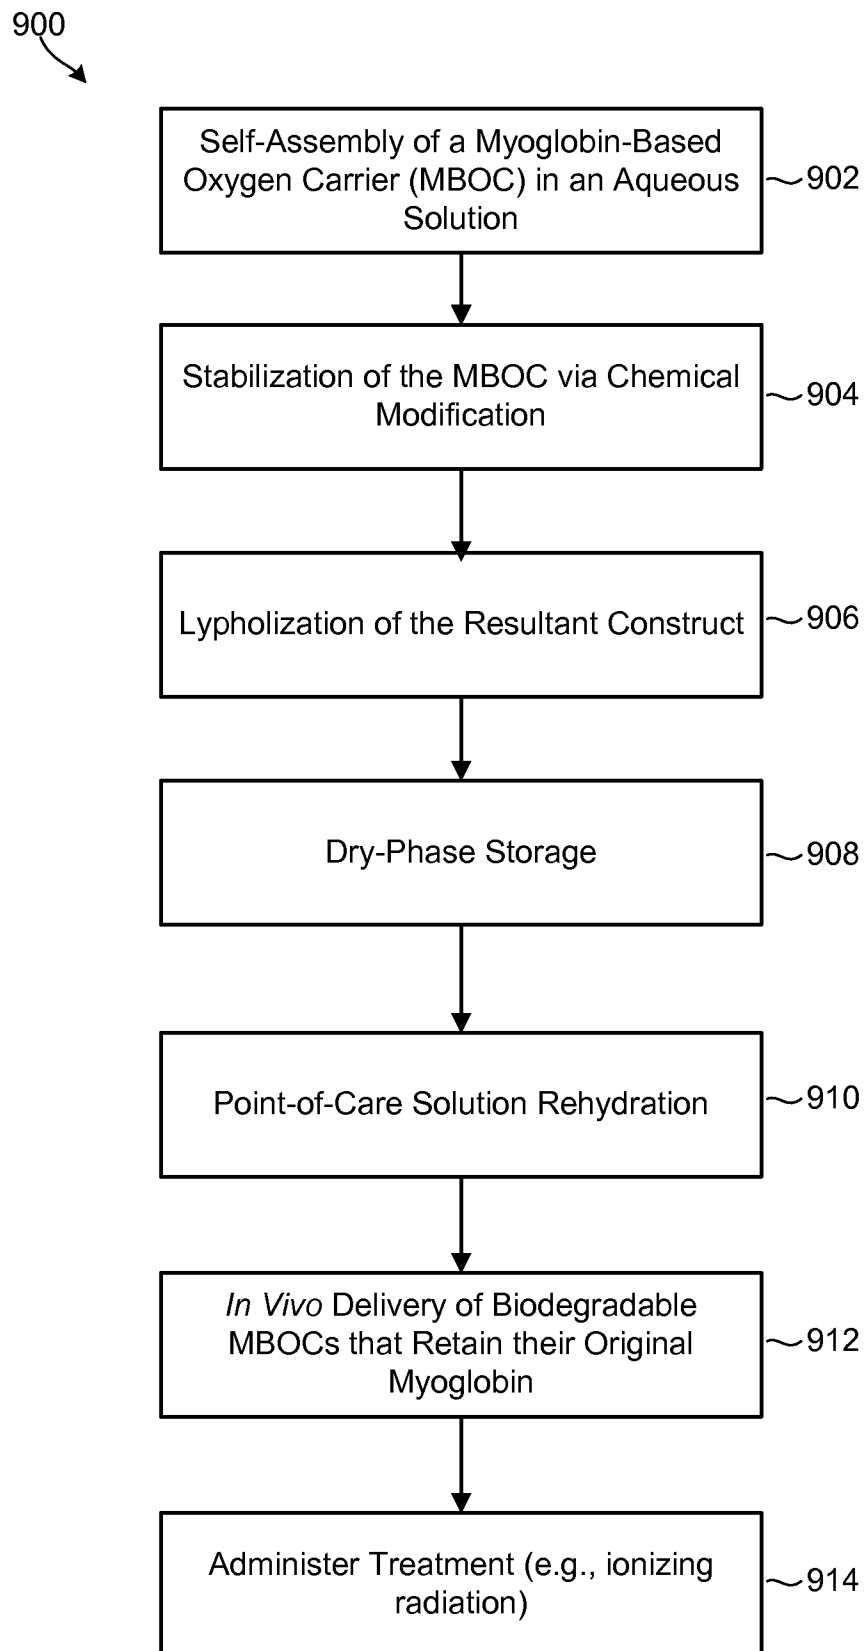 900
Self-Assembly of a Myoglobin-Based
Oxygen Carrier (MBOC) in an Aqueous
Solution
902
Stabilization of the MBOC via Chemical
Modification
904
Lypholization of the Resultant Construct
906
Dry-Phase Storage
908
Point-of-Care Solution Rehydration
910
In Vivo Delivery of Biodegradable
MBOCs that Retain their Original
Myoglobin
912
Administer Treatment (e.g., ionizing
radiation)
914